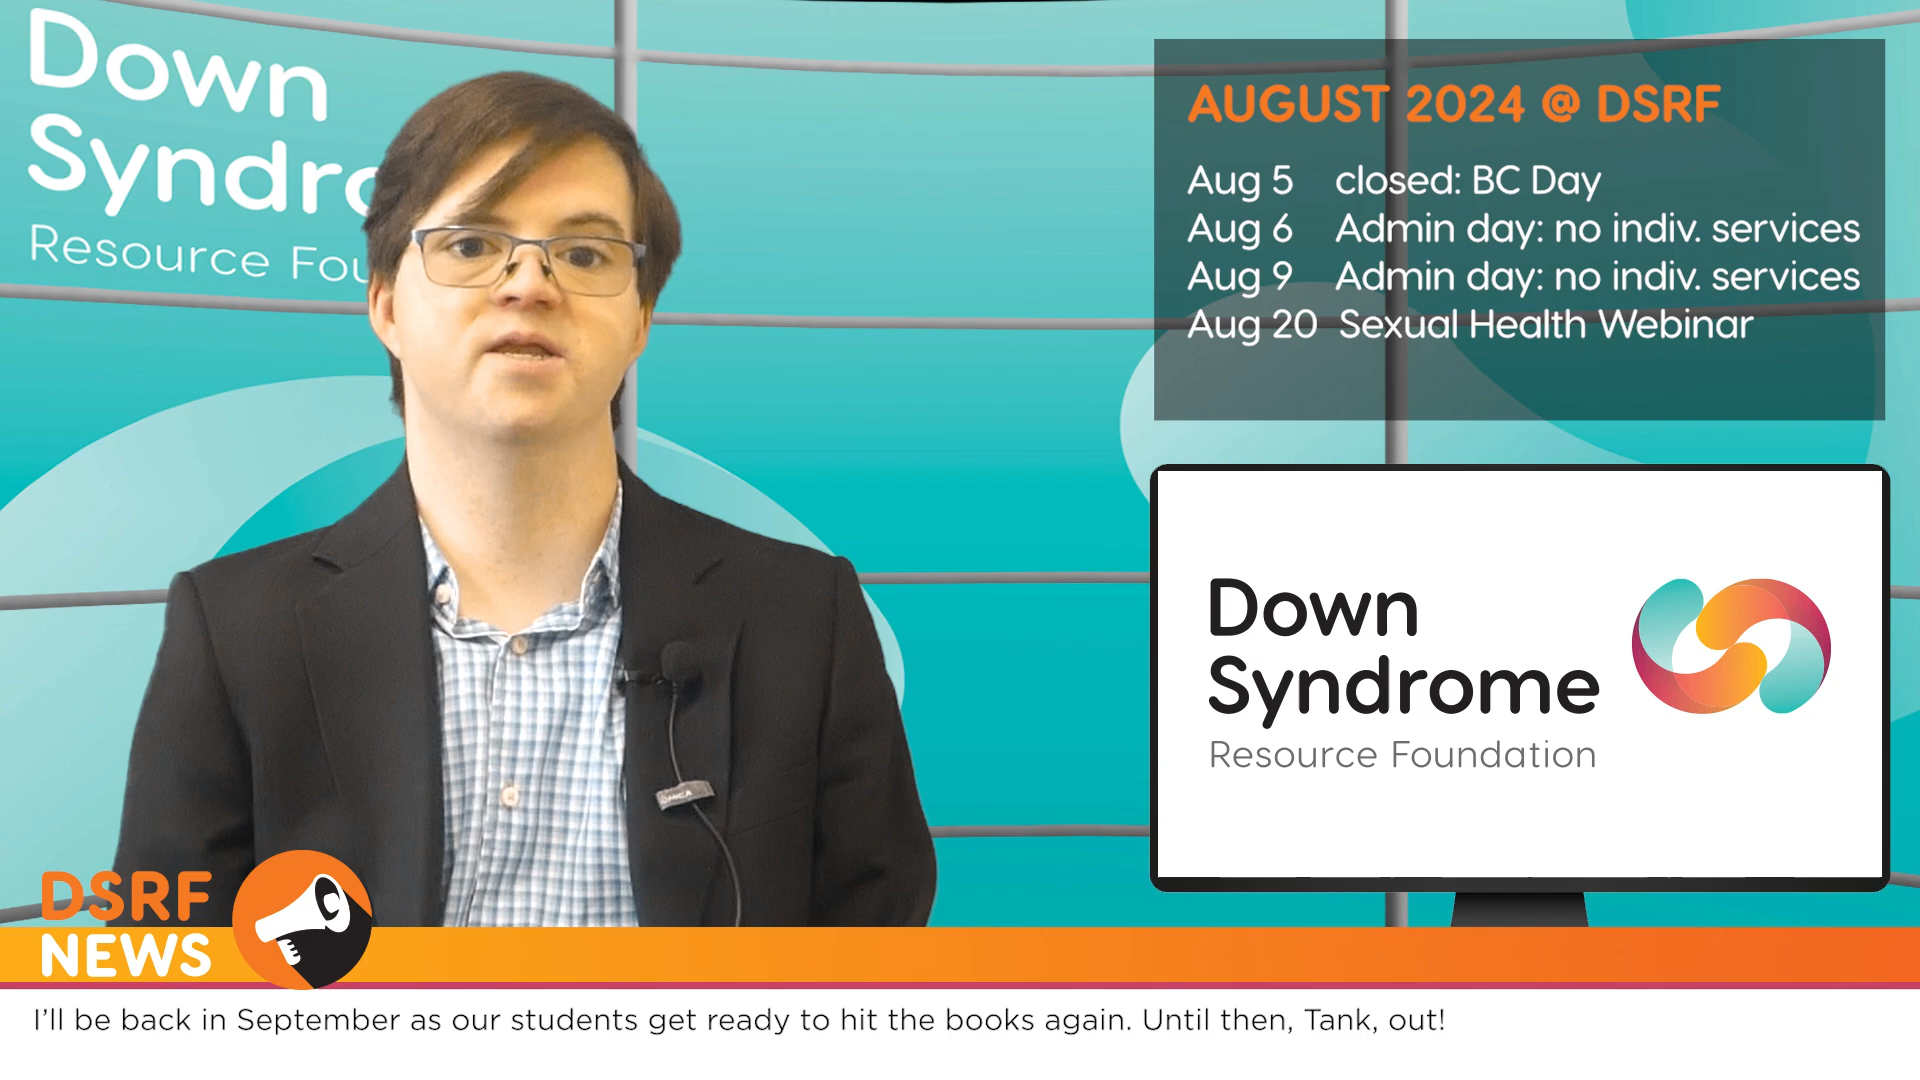 Down
Syndro
Resource Fou
AUGUST 2024 @ DSRF
Aug 5 closed: BC Day
Aug 6 Admin day: no indiv. services
Aug 9 Admin day: no indiv. services
Aug 20 Sexual Health Webinar
Down
Syndrome
Resource Foundation
DSRF
NEWS
I'll be back in September as our students get ready to hit the books again. Until then, Tank, out!